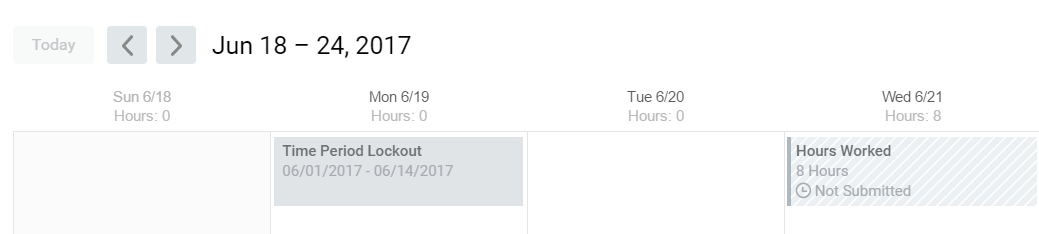 Today
Jun 18 – 24, 2017
Sun 6/18
Hours: 0
Mon 6/19
Hours: 0
Tue 6/20
Hours: 0
Wed 6/21
Hours: 8
Time Period Lockout
06/01/2017 - 06/14/2017
Hours Worked
8 Hours
Not Submitted